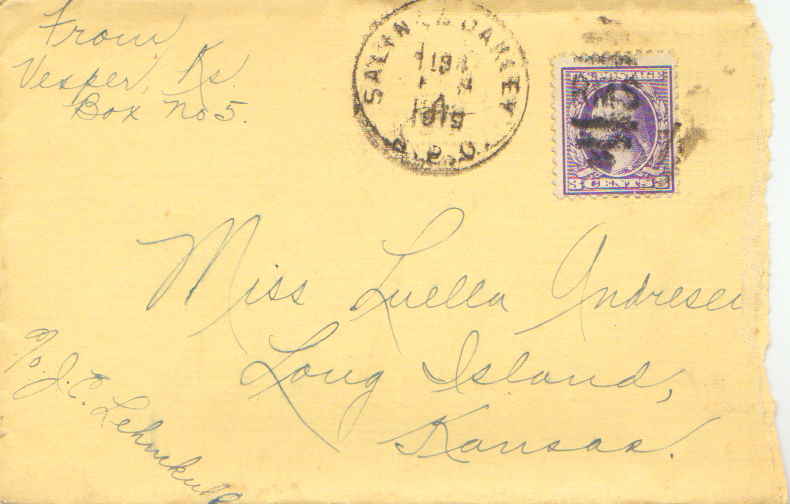 From,
Vesper, Ks.
Box No 5.
SALINA & OAKLEY
1919
R.P.O.
U.S. POSTAGE
3 CENTS 3
Miss Luella Andresen
Long Island,
Kansas.
c/o. J. C. Lehmkuhl